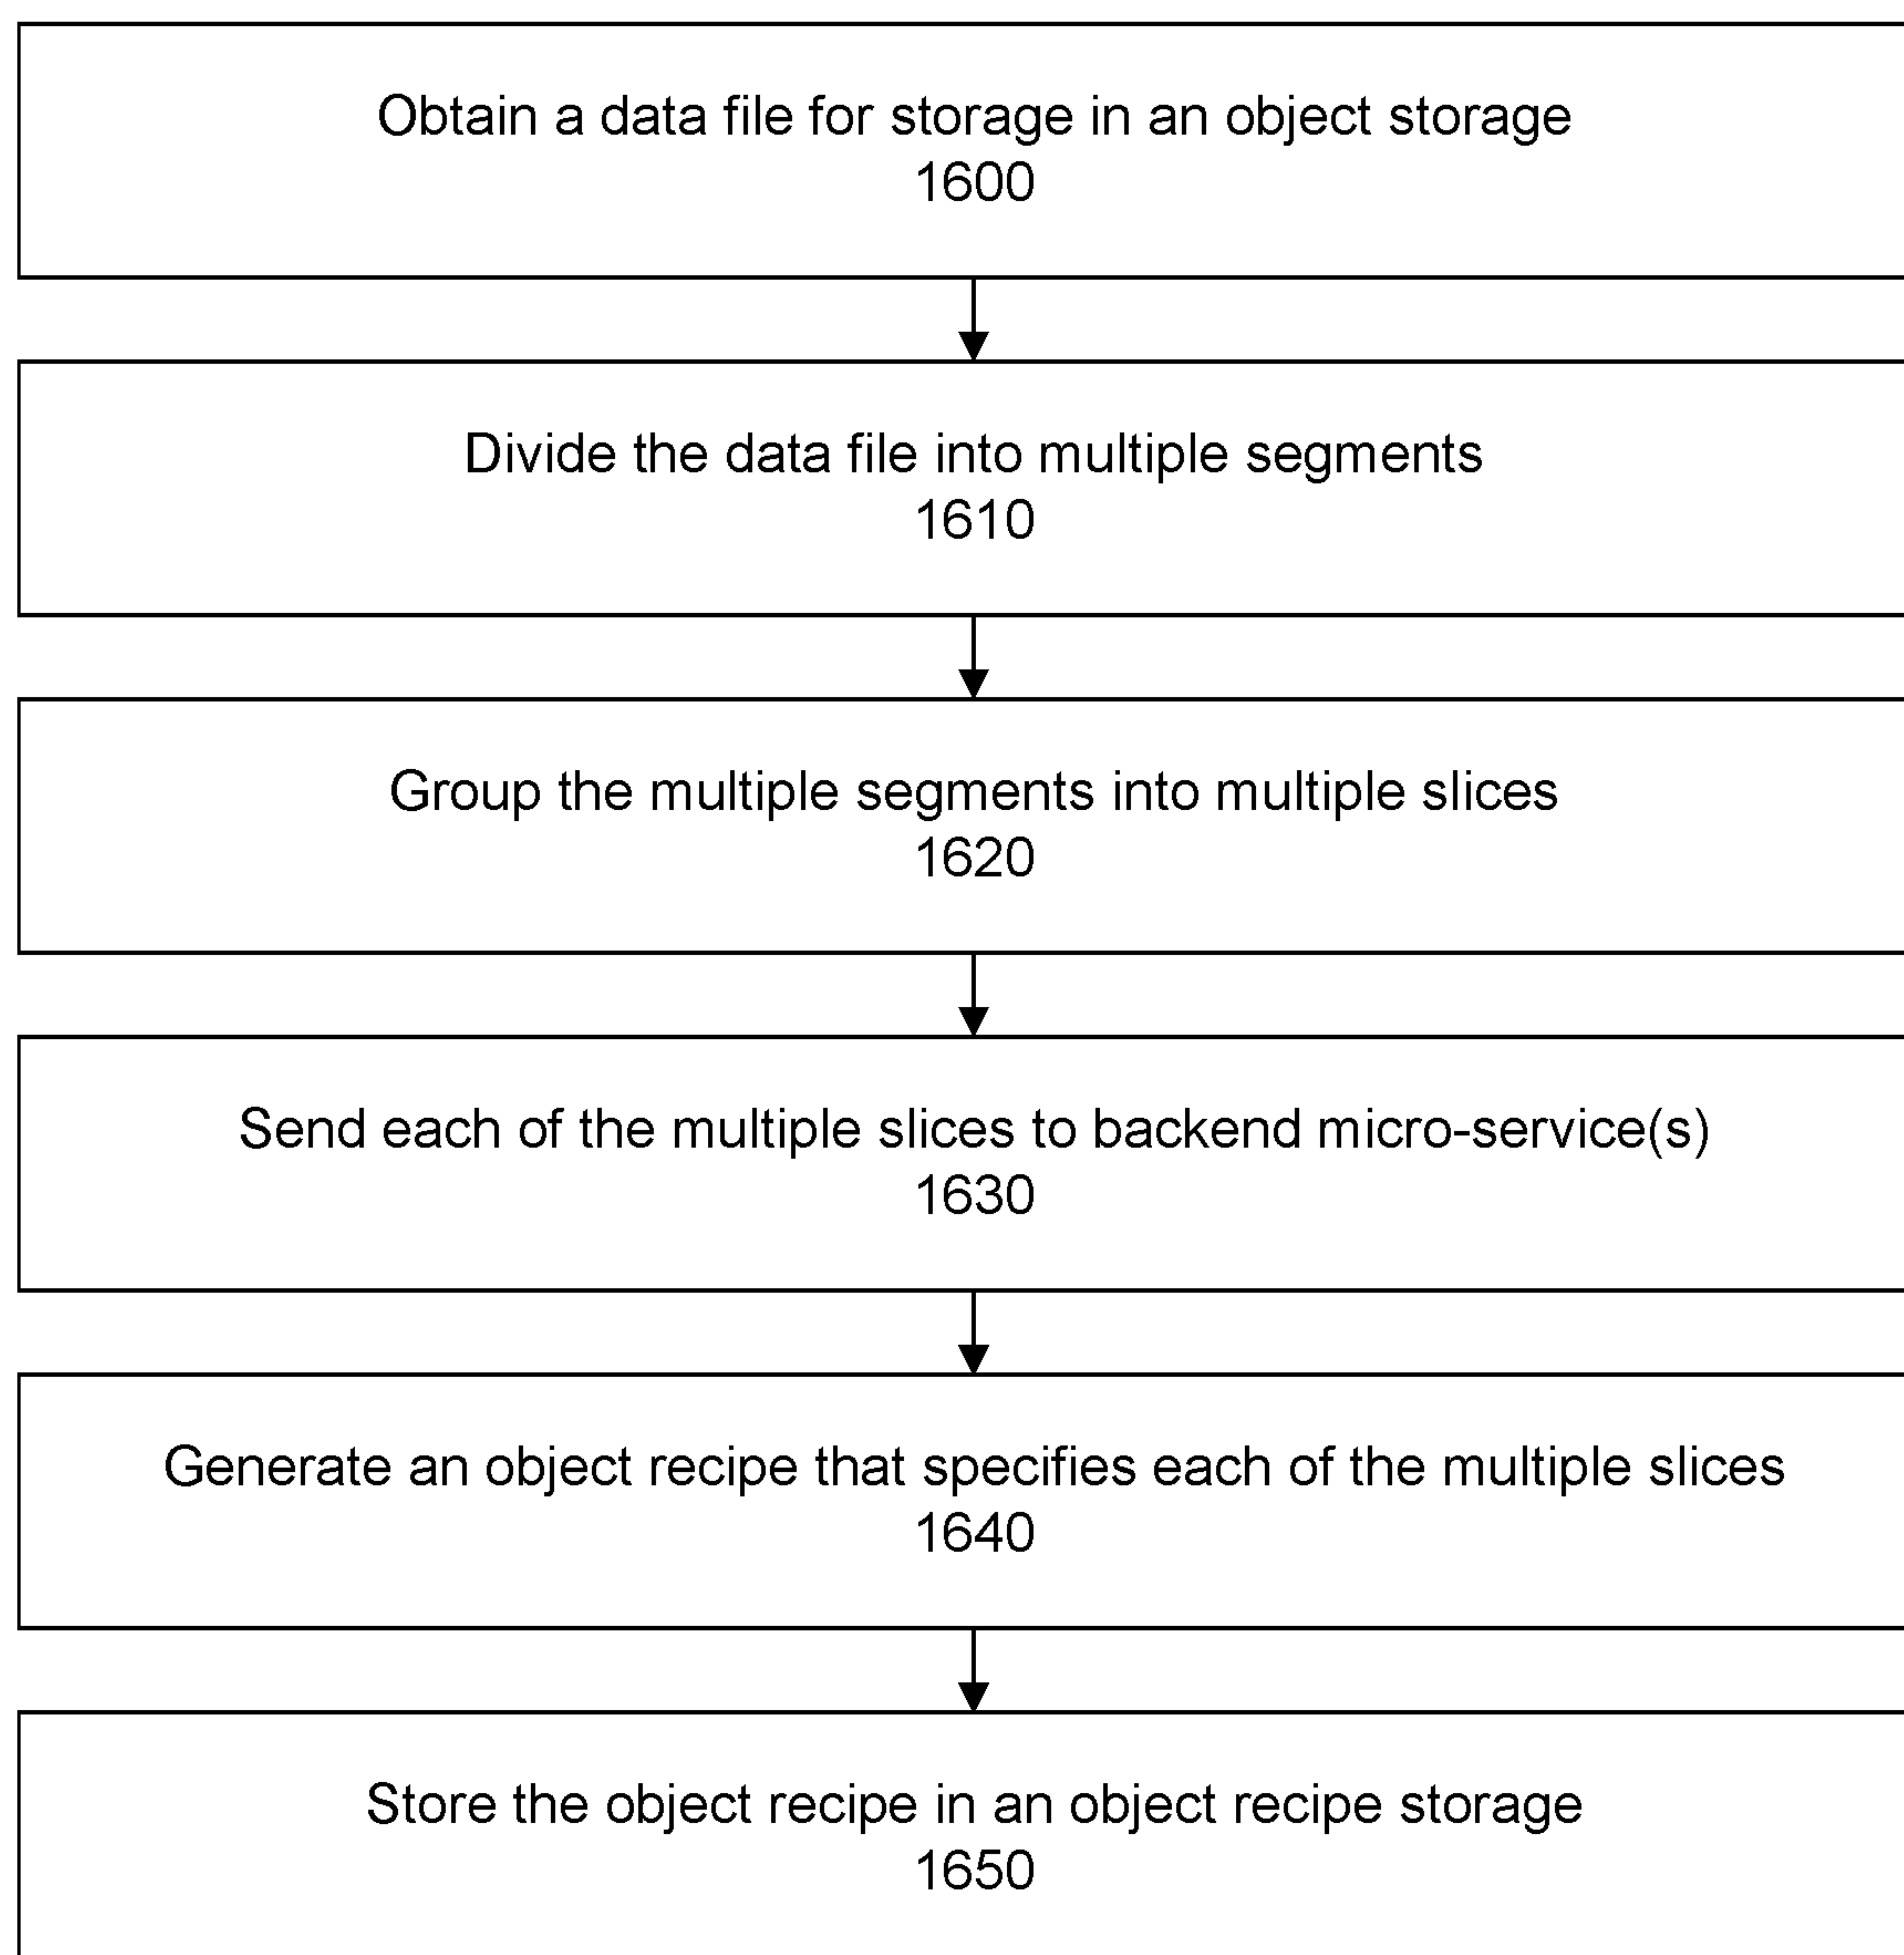 Obtain a data file for storage in an object storage
1600
Divide the data file into multiple segments
1610
Group the multiple segments into multiple slices
1620
Send each of the multiple slices to backend micro-service(s)
1630
Generate an object recipe that specifies each of the multiple slices
1640
Store the object recipe in an object recipe storage
1650